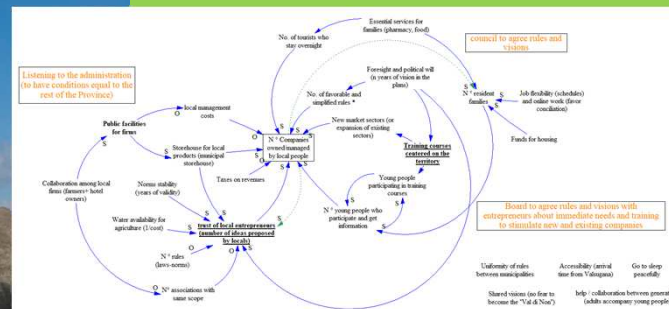 Essential services for
families (pharmacy, food)
No. of tourists who
stay overnight
council to agree rules and
visions
Listening to the administration
(to have conditions equal to the
rest of the Province)
Foresight and political will
(n years of vision in the
plans)
No. of favorable and
simplified rules *
N° resident
families
Job flexibility (schedules)
and online work (favor
conciliation)
local management
costs
Public facilities
for firms
New market sectors (or
expansion of existing
sectors)
Funds for housing
N° Companies
owned/managed
by local people
Storehouse for local
products (municipal
storehouse)
Training courses
centered on the
territory
Taxes on revenues
Young people
participating in training
courses
Collaboration among local
firms (farmers+ hotel
owners)
Norms stability
(years of validity)
N° young people who
participate and get
information
Board to agree rules and visions with
entrepreneurs about immediate needs and training
to stimulate new and existing companies
Water availability for
agriculture (1/cost)
trust of local entrepreneurs
(number of ideas proposed
by locals)
N° rules
(laws-norms)
N° associations with
same scope
Uniformity of rules
between municipalities
Accessibility (arrival
time from Valsugana)
Go to sleep
peacefully
Shared visions (no fear to
become the "Val di Non")
help / collaboration between generat
(adults accompany young people